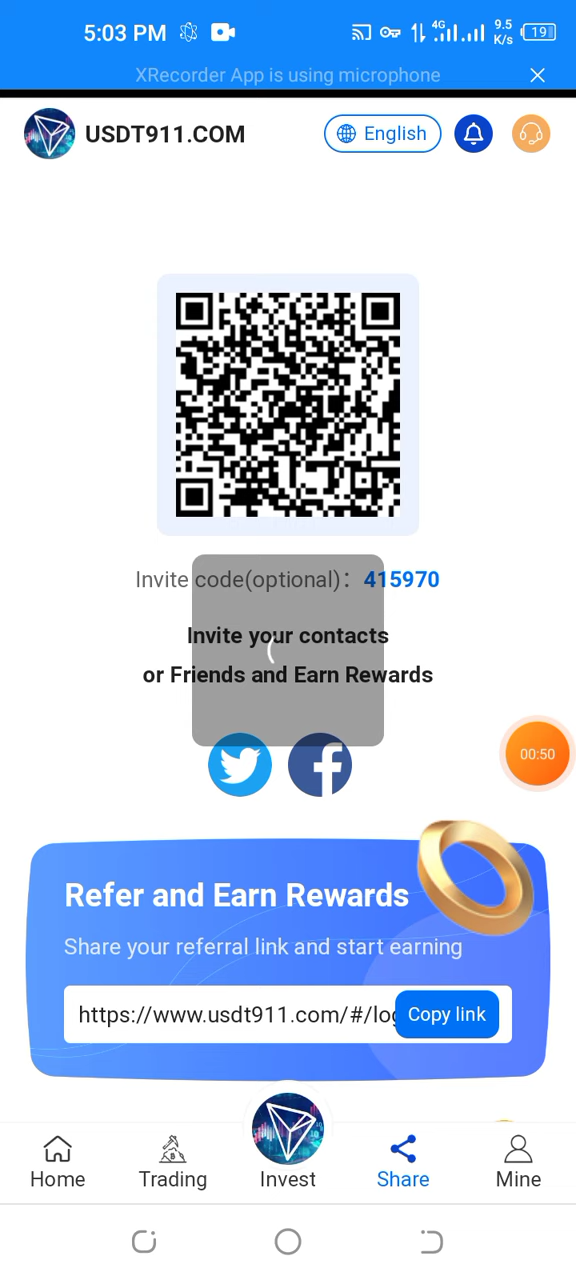 5:03 PM
4G
9.5
K/s
19
XRecorder App is using microphone
USDT911.COM
English
Invite code(optional)： 415970
Invite your contacts
or Friends and Earn Rewards
00:50
Refer and Earn Rewards
Share your referral link and start earning
https://www.usdt911.com/#/log
Copy link
Home
Trading
Invest
Share
Mine